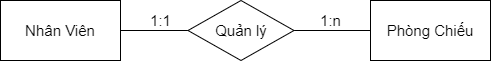 Nhân Viên
1:1
Quản lý
1:n
Phòng Chiếu